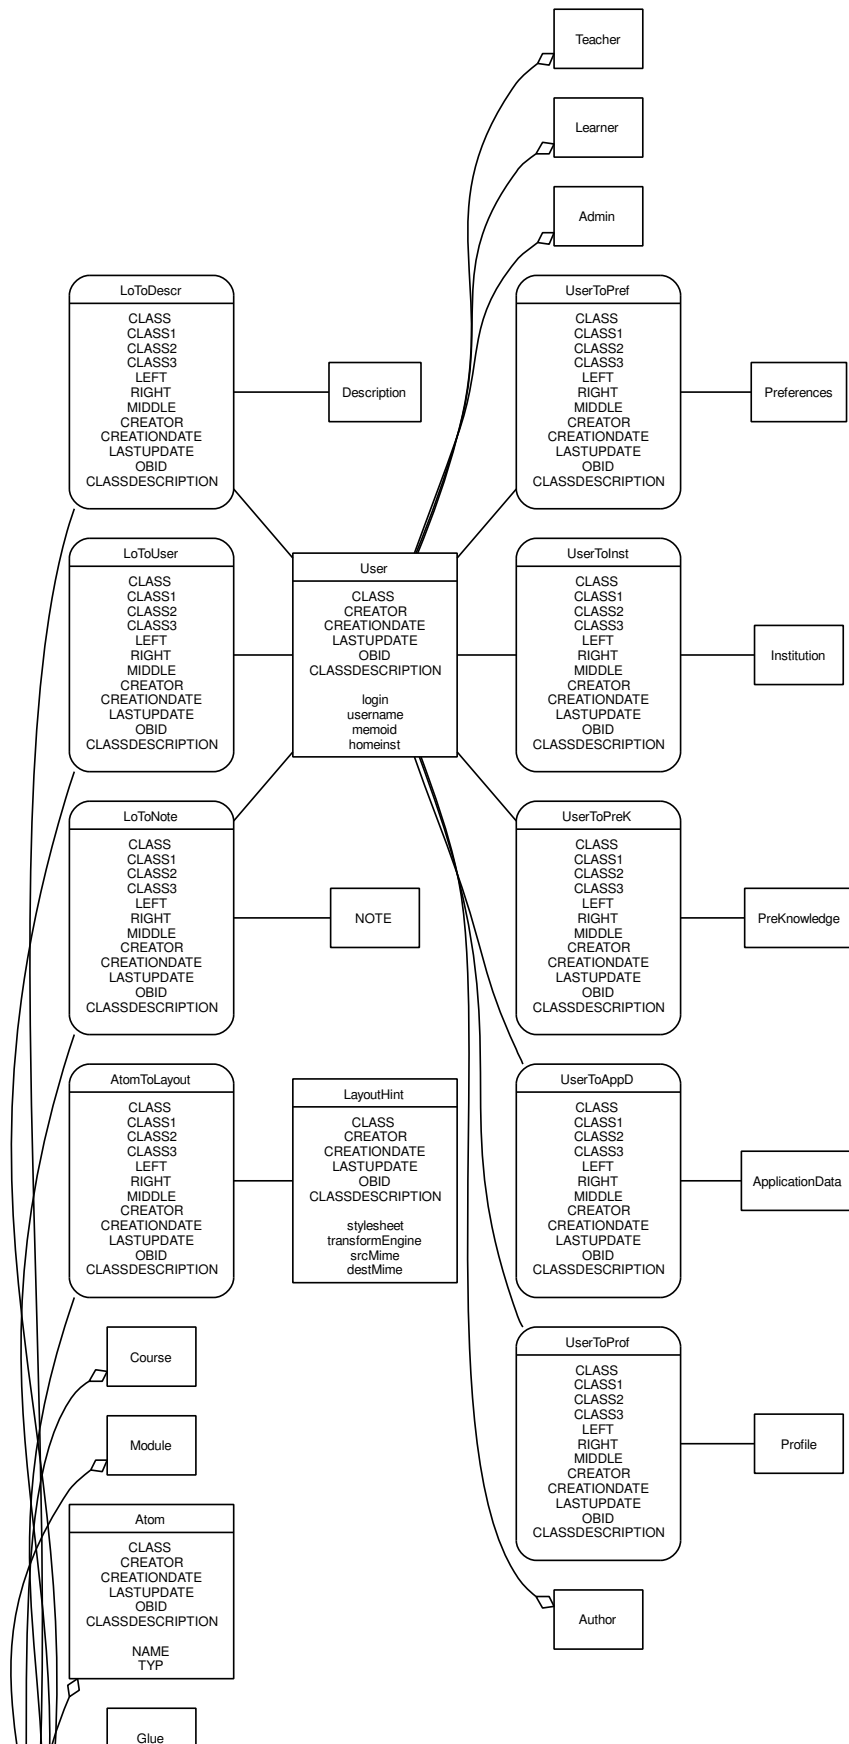 Teacher
Learner
Admin
LoToDescr
CLASS
CLASS1
CLASS2
CLASS3
LEFT
RIGHT
MIDDLE
CREATOR
CREATIONDATE
LASTUPDATE
OBID
CLASSDESCRIPTION
Description
UserToPref
CLASS
CLASS1
CLASS2
CLASS3
LEFT
RIGHT
MIDDLE
CREATOR
CREATIONDATE
LASTUPDATE
OBID
CLASSDESCRIPTION
Preferences
LoToUser
CLASS
CLASS1
CLASS2
CLASS3
LEFT
RIGHT
MIDDLE
CREATOR
CREATIONDATE
LASTUPDATE
OBID
CLASSDESCRIPTION
User
CLASS
CREATOR
CREATIONDATE
LASTUPDATE
OBID
CLASSDESCRIPTION
login
username
memoid
homeinst
UserToInst
CLASS
CLASS1
CLASS2
CLASS3
LEFT
RIGHT
MIDDLE
CREATOR
CREATIONDATE
LASTUPDATE
OBID
CLASSDESCRIPTION
Institution
LoToNote
CLASS
CLASS1
CLASS2
CLASS3
LEFT
RIGHT
MIDDLE
CREATOR
CREATIONDATE
LASTUPDATE
OBID
CLASSDESCRIPTION
NOTE
UserToPreK
CLASS
CLASS1
CLASS2
CLASS3
LEFT
RIGHT
MIDDLE
CREATOR
CREATIONDATE
LASTUPDATE
OBID
CLASSDESCRIPTION
PreKnowledge
AtomToLayout
CLASS
CLASS1
CLASS2
CLASS3
LEFT
RIGHT
MIDDLE
CREATOR
CREATIONDATE
LASTUPDATE
OBID
CLASSDESCRIPTION
LayoutHint
CLASS
CREATOR
CREATIONDATE
LASTUPDATE
OBID
CLASSDESCRIPTION
stylesheet
transformEngine
srcMime
destMime
UserToAppD
CLASS
CLASS1
CLASS2
CLASS3
LEFT
RIGHT
MIDDLE
CREATOR
CREATIONDATE
LASTUPDATE
OBID
CLASSDESCRIPTION
ApplicationData
Course
Module
UserToProf
CLASS
CLASS1
CLASS2
CLASS3
LEFT
RIGHT
MIDDLE
CREATOR
CREATIONDATE
LASTUPDATE
OBID
CLASSDESCRIPTION
Profile
Atom
CLASS
CREATOR
CREATIONDATE
LASTUPDATE
OBID
CLASSDESCRIPTION
NAME
TYP
Author
Glue